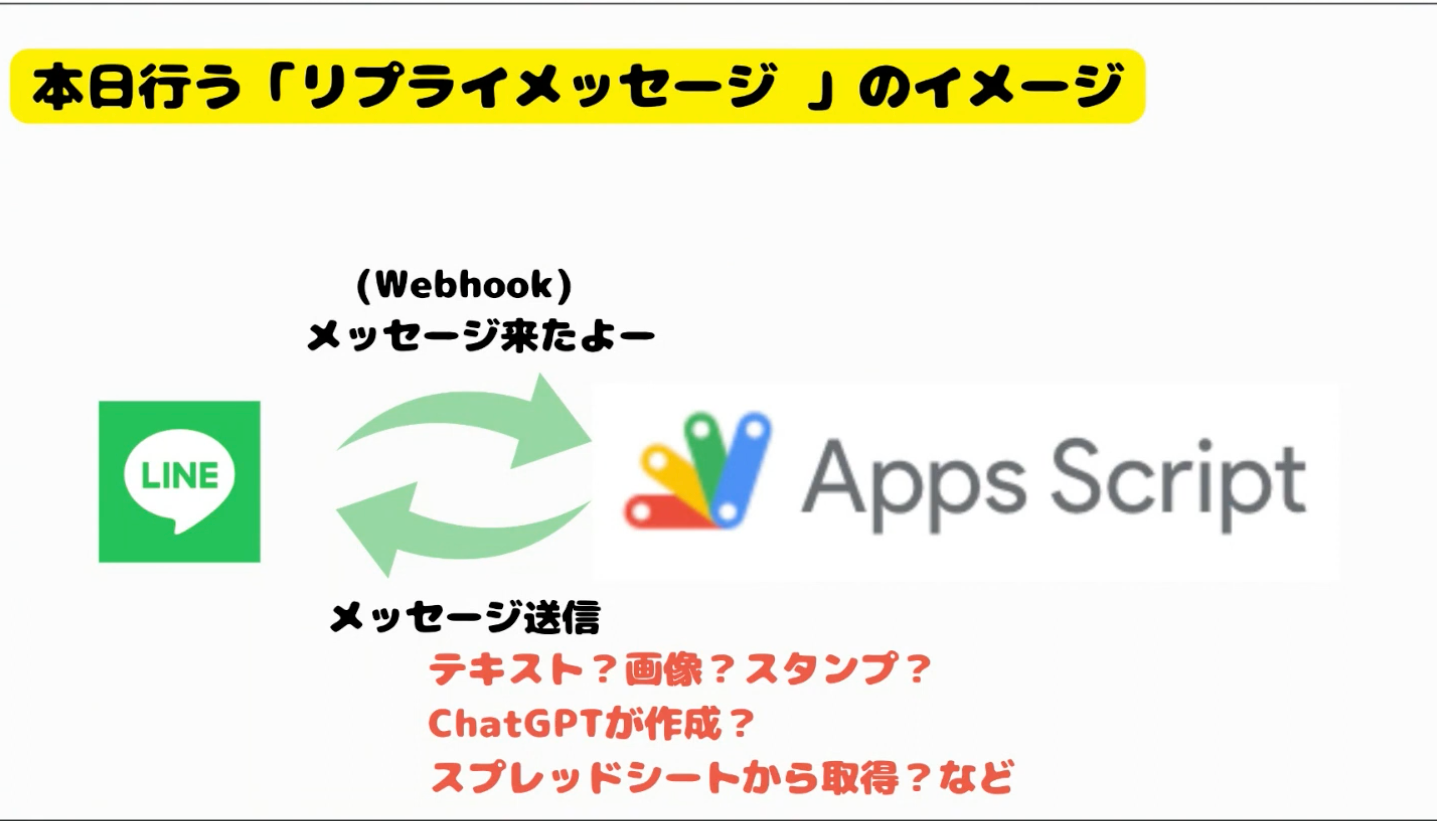 本日行う「リプライメッセージ 」のイメージ
(Webhook)
メッセージ来たよー
LINE
Apps Script
メッセージ送信
テキスト？画像？スタンプ？
ChatGPTが作成？
スプレッドシートから取得？など